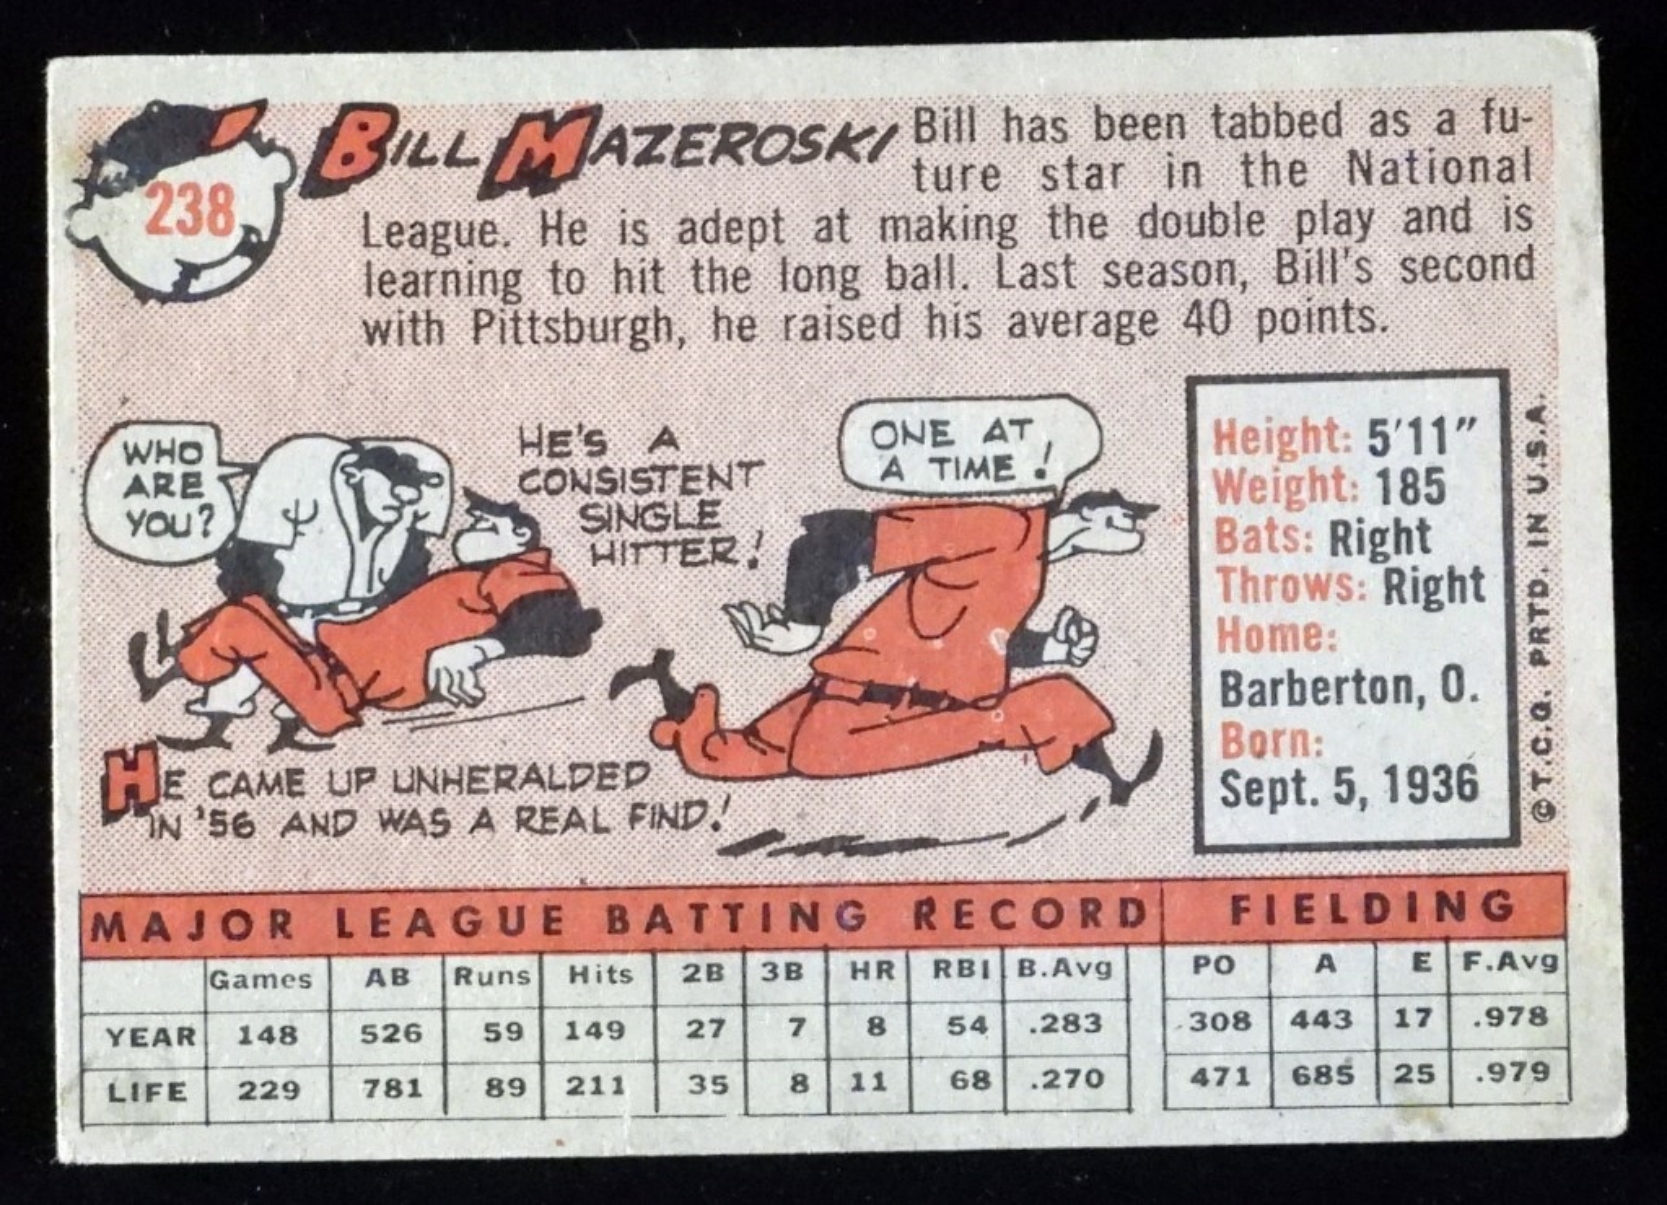 238
BILL MAZEROSKI
Bill has been tabbed as a fu-
ture star in the National
League. He is adept at making the double play and is
learning to hit the long ball. Last season, Bill's second
with Pittsburgh, he raised his average 40 points.
WHO
ARE
YOU?
HE'S A
CONSISTENT
SINGLE
HITTER!
ONE AT
A TIME!
HE CAME UP UNHERALDED
IN '56 AND WAS A REAL FIND!
Height: 5'11"
Weight: 185
Bats: Right
Throws: Right
Home:
Barberton, O.
Born:
Sept. 5, 1936
© T.C.G. PRTD. IN U.S.A.
MAJOR LEAGUE BATTING RECORD FIELDING
Games AB Runs Hits 2B 3B HR RBI B.Avg PO A E F.Avg
YEAR 148 526 59 149 27 7 8 54 .283 308 443 17 .978
LIFE 229 781 89 211 35 8 11 68 .270 471 685 25 .979